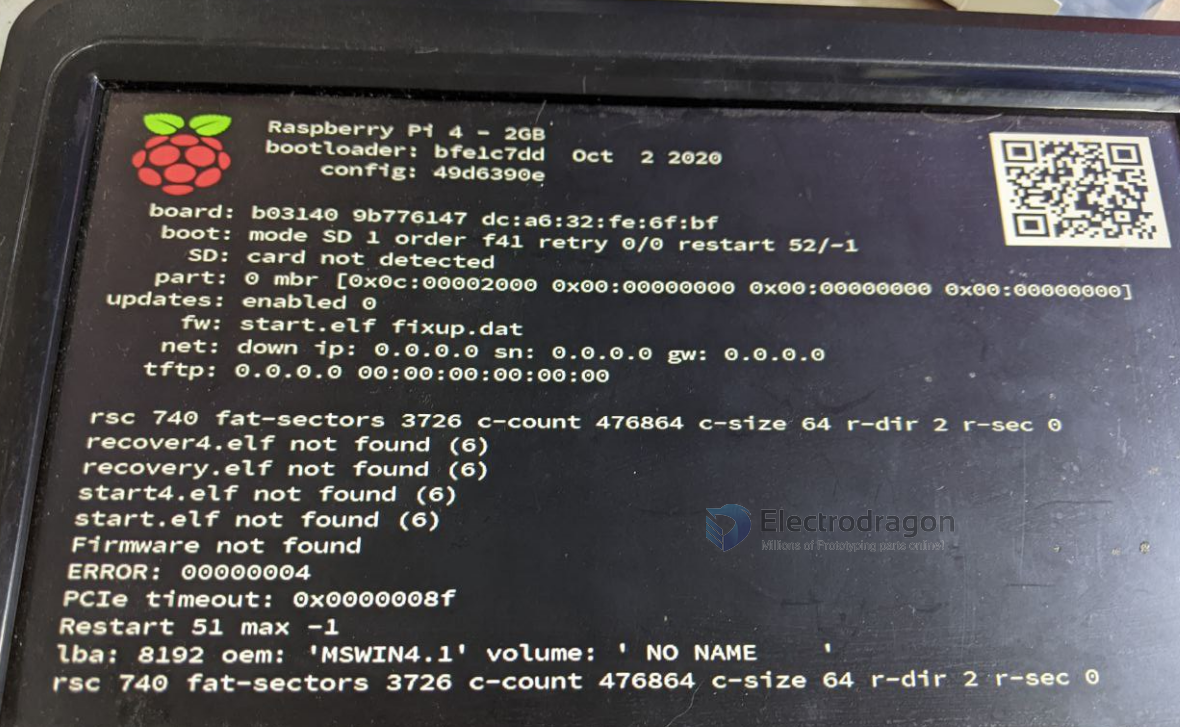 Raspberry Pi 4 - 2GB
bootloader: bfe1c7dd Oct 2 2020
config: 49d6390e
board: b03140 9b776147 dc:a6:32:fe:6f:bf
boot: mode SD 1 order f41 retry 0/0 restart 52/-1
SD: card not detected
part: 0 mbr [0x0c:00002000 0x00:00000000 0x00:00000000 0x00:00000000]
updates: enabled 0
fw: start.elf fixup.dat
net: down ip: 0.0.0.0 sn: 0.0.0.0 gw: 0.0.0.0
tftp: 0.0.0.0 00:00:00:00:00:00
rsc 740 fat-sectors 3726 c-count 476864 c-size 64 r-dir 2 r-sec 0
recover4.elf not found (6)
recovery.elf not found (6)
start4.elf not found (6)
start.elf not found (6)
Firmware not found
ERROR: 00000004
PCIe timeout: 0x0000008f
Restart 51 max -1
lba: 8192 oem: 'MSWIN4.1' volume: ' NO NAME '
rsc 740 fat-sectors 3726 c-count 476864 c-size 64 r-dir 2 r-sec 0
Electrodragon
Millions of Prototyping parts online!